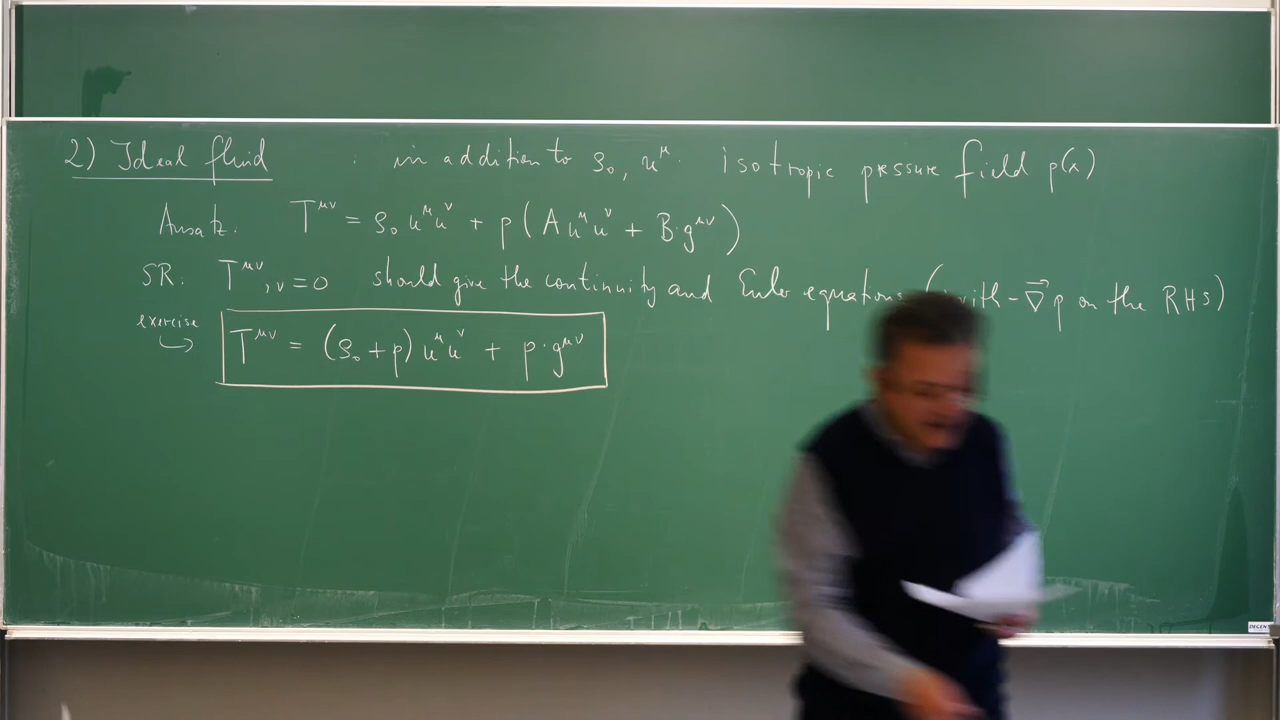 2) Ideal fluid : in addition to ρ₀, u^μ isotropic pressure field p(x)
Ansatz: T^μν = ρ₀ u^μ u^ν + p(A u^μ u^ν + B·g^μν)
SR: T^μν,ν = 0 should give the continuity and Euler equations (with -∇⃗p on the RHS)
exercise
↪ T^μν = (ρ₀+p) u^μ u^ν + p·g^μν